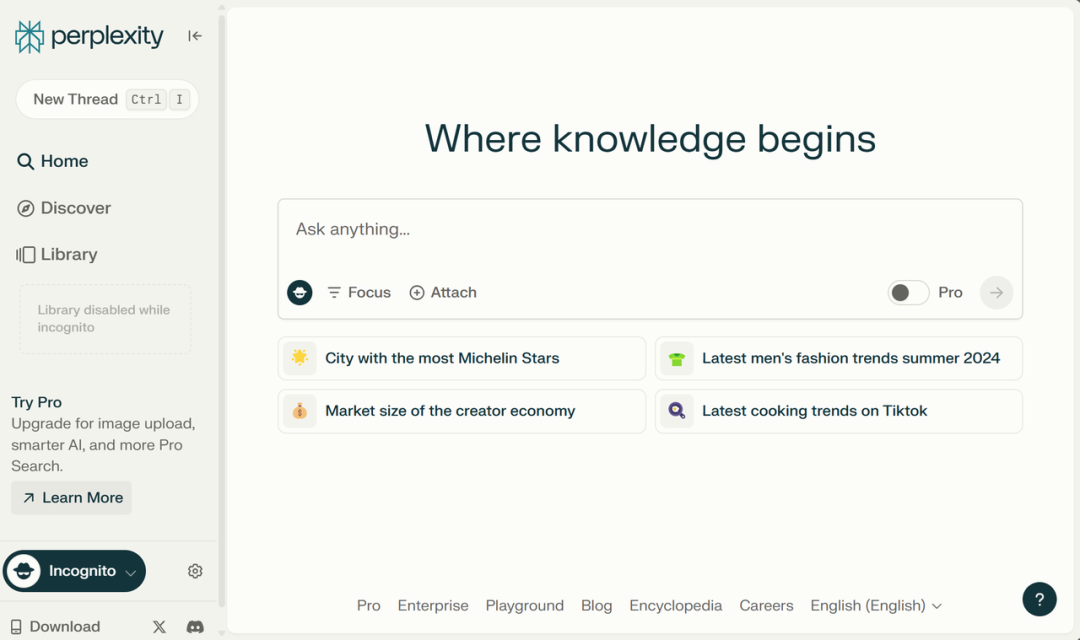 perplexity
New Thread Ctrl I
Home
Discover
Library
Library disabled while
incognito
Try Pro
Upgrade for image upload,
smarter AI, and more Pro
Search.
Learn More
Incognito
Download
Where knowledge begins
Ask anything...
Focus Attach Pro
City with the most Michelin Stars
Latest men's fashion trends summer 2024
Market size of the creator economy
Latest cooking trends on Tiktok
Pro Enterprise Playground Blog Encyclopedia Careers English (English)
?